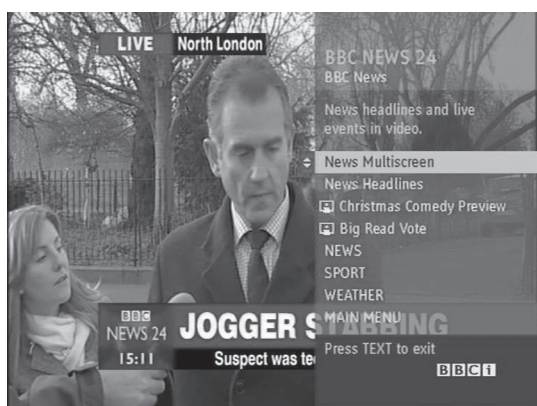 LIVE North London
BBC NEWS 24
BBC News
News headlines and live
events in video.
News Multiscreen
News Headlines
Christmas Comedy Preview
Big Read Vote
NEWS
SPORT
WEATHER
MAIN MENU
Press TEXT to exit
BBCi
BBC
NEWS 24
15:11
JOGGER STABBING
Suspect was